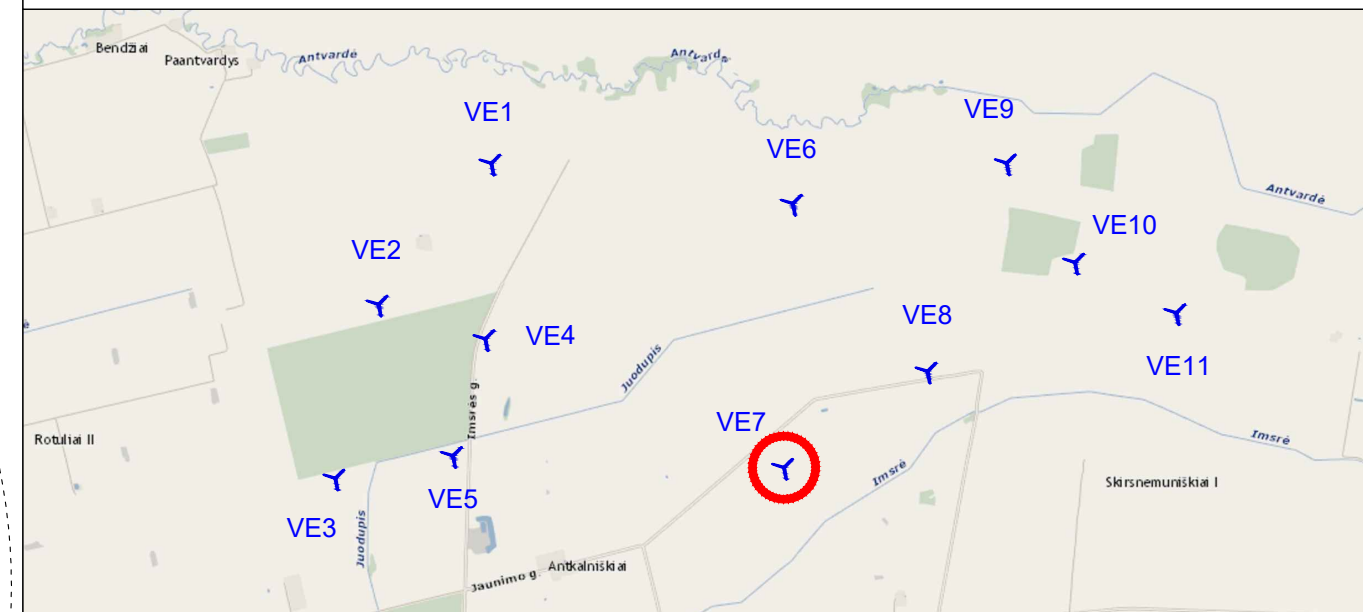 Bendžiai
Paantvardys
Antvardė
Antvardė
VE1
VE9
VE6
Antvardė
VE10
VE2
VE8
VE4
Juodupis
VE11
Imsrės g.
VE7
Rotuliai II
Imsrė
Imsrė
Skirsnemuniškiai I
VE5
VE3
Juodupis
Antkalniškiai
Jaunimo g.